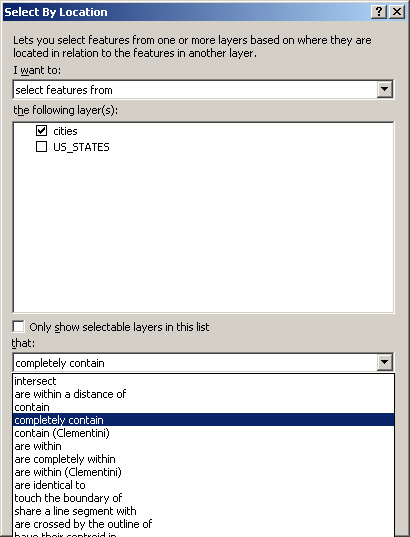 Select By Location
Lets you select features from one or more layers based on where they are
located in relation to the features in another layer.
I want to:
select features from
the following layer(s):
cities
US_STATES
Only show selectable layers in this list
that:
completely contain
intersect
are within a distance of
contain
completely contain
contain (Clementini)
are within
are completely within
are within (Clementini)
are identical to
touch the boundary of
share a line segment with
are crossed by the outline of
have their centroid in